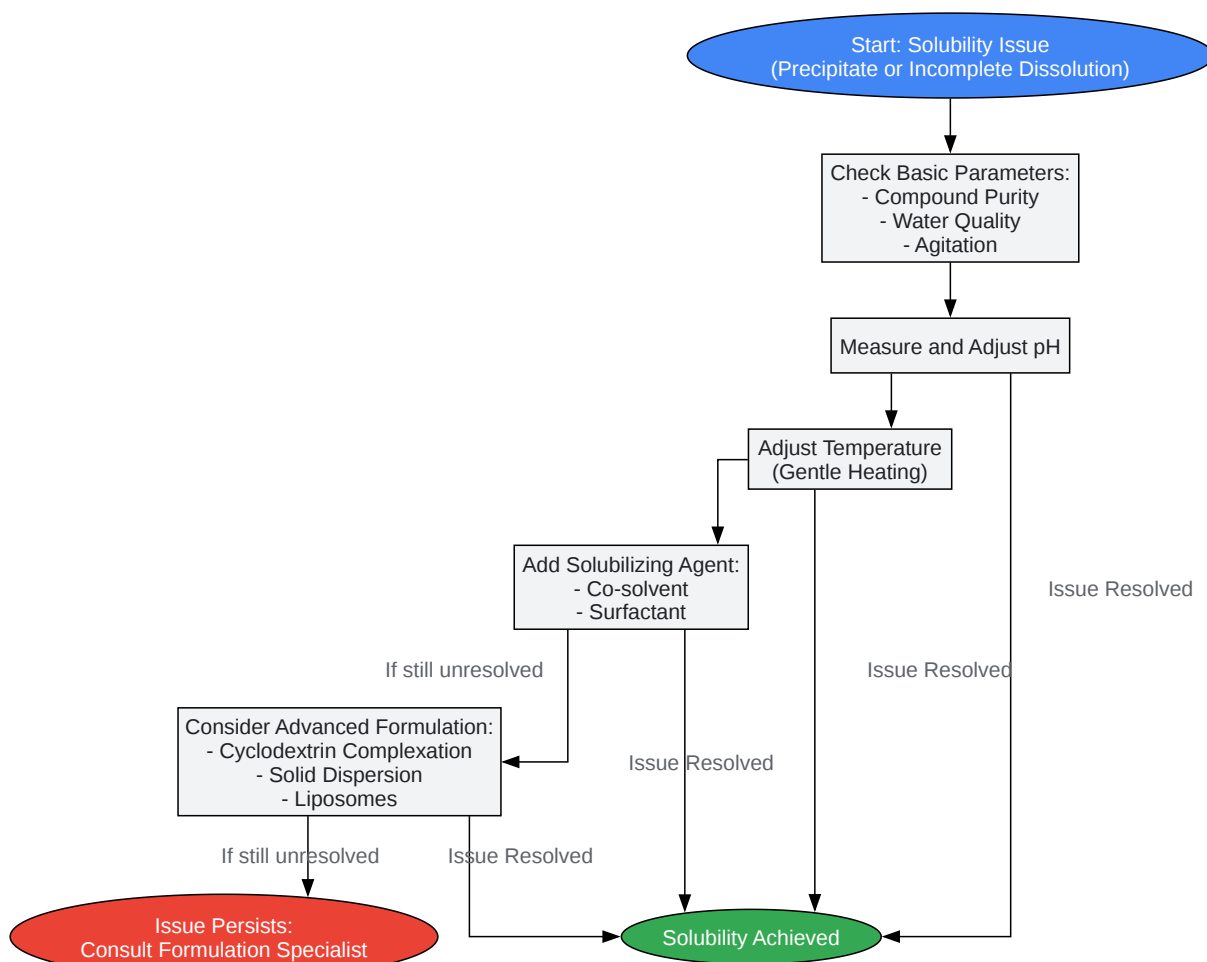 Start: Solubility Issue
(Precipitate or Incomplete Dissolution)
Check Basic Parameters:
- Compound Purity
- Water Quality
- Agitation
Measure and Adjust pH
Adjust Temperature
(Gentle Heating)
Add Solubilizing Agent:
- Co-solvent
- Surfactant
Issue Resolved
If still unresolved
Issue Resolved
Consider Advanced Formulation:
- Cyclodextrin Complexation
- Solid Dispersion
- Liposomes
Issue Resolved
If still unresolved
Issue Resolved
Issue Persists:
Consult Formulation Specialist
Solubility Achieved